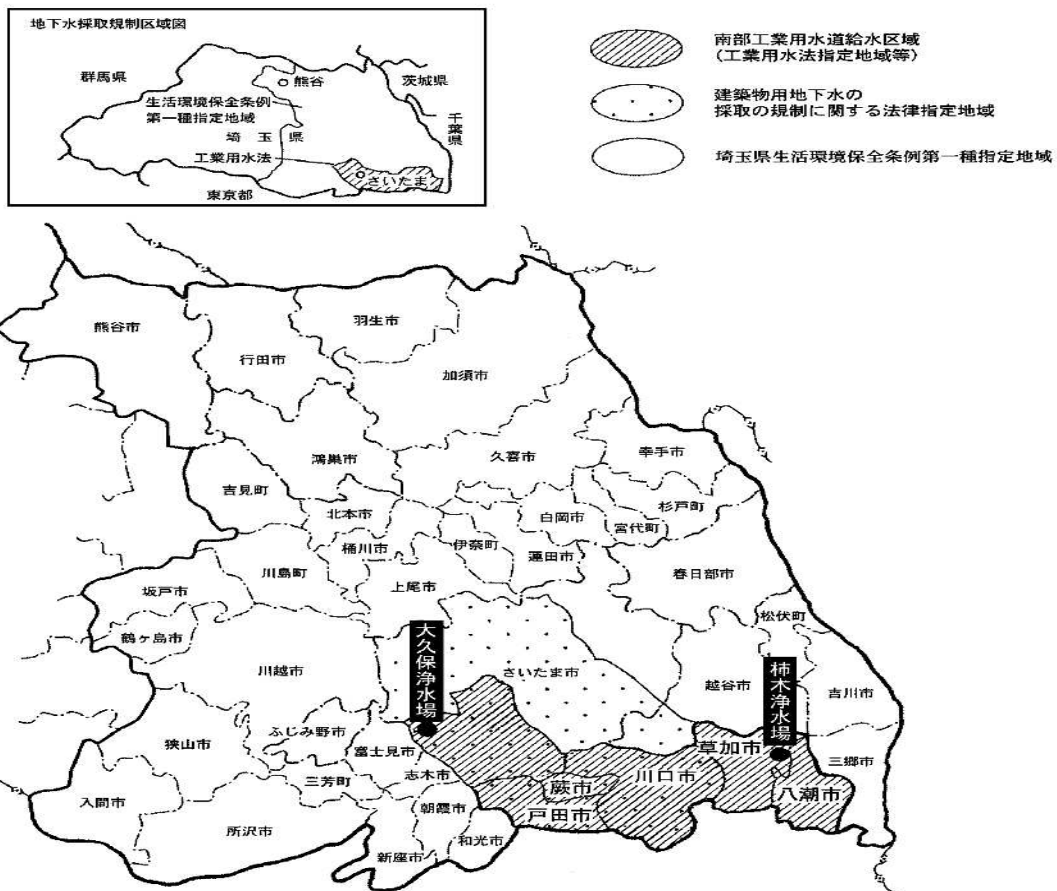 地下水採取規制区域図
群馬県
熊谷
茨城県
生活環境保全条例
第一種指定地域
千葉県
埼玉県
工業用水法
さいたま
東京都
南部工業用水道給水区域
(工業用水法指定地域等)
建築物用地下水の
採取の規制に関する法律指定地域
埼玉県生活環境保全条例第一種指定地域
熊谷市
羽生市
行田市
加須市
鴻巣市
久喜市
幸手市
吉見町
北本市
白岡市
杉戸町
宮代町
桶川市
伊奈町
蓮田市
川島町
上尾市
春日部市
坂戸市
松伏町
鶴ヶ島市
大久保浄水場
柿木浄水場
川越市
さいたま市
越谷市
吉川市
ふじみ野市
狭山市
富士見市
草加市
三郷市
三芳町
志木市
川口市
入間市
蕨市
八潮市
朝霞市
戸田市
所沢市
和光市
新座市